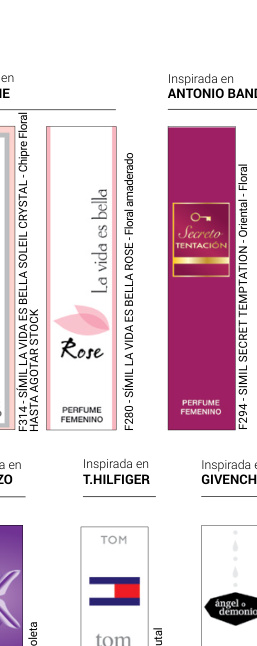 en
Inspirada en
ANTONIO BAND
F314 - SÍMIL LA VIDA ES BELLA SOLEIL CRYSTAL - Chipre Floral
HASTA AGOTAR STOCK
La vida es bella
Rose
PERFUME
FEMENINO
F280 - SÍMIL LA VIDA ES BELLA ROSE - Floral amaderado
Secreto
TENTACIÓN
PERFUME
FEMENINO
F294 - SIMIL SECRET TEMPTATION - Oriental - Floral
a en
ZO
Inspirada en
T.HILFIGER
Inspirada e
GIVENCH
oleta
TOM
tom
utal
ángel o
demonio